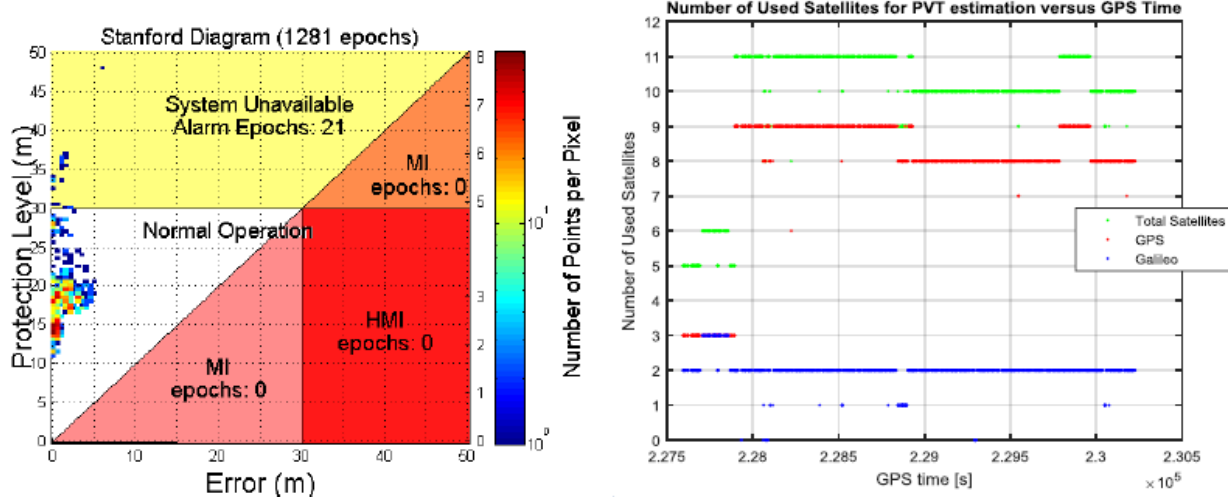 Stanford Diagram (1281 epochs)
50
45
40
35
30
25
20
15
10
5
0
Protection Level (m)
System Unavailable
Alarm Epochs: 21
MI
epochs: 0
Normal Operation
HMI
epochs: 0
MI
epochs: 0
0
10
20
30
40
50
Error (m)
8
7
6
5
4
3
2
1
0
10¹
10⁰
Number of Points per Pixel
Number of Used Satellites for PVT estimation versus GPS Time
12
11
10
9
8
7
6
5
4
3
2
1
0
Number of Used Satellites
Total Satellites
GPS
Galileo
2.275
2.28
2.285
2.29
2.295
2.3
2.305
GPS time [s]
×10⁵